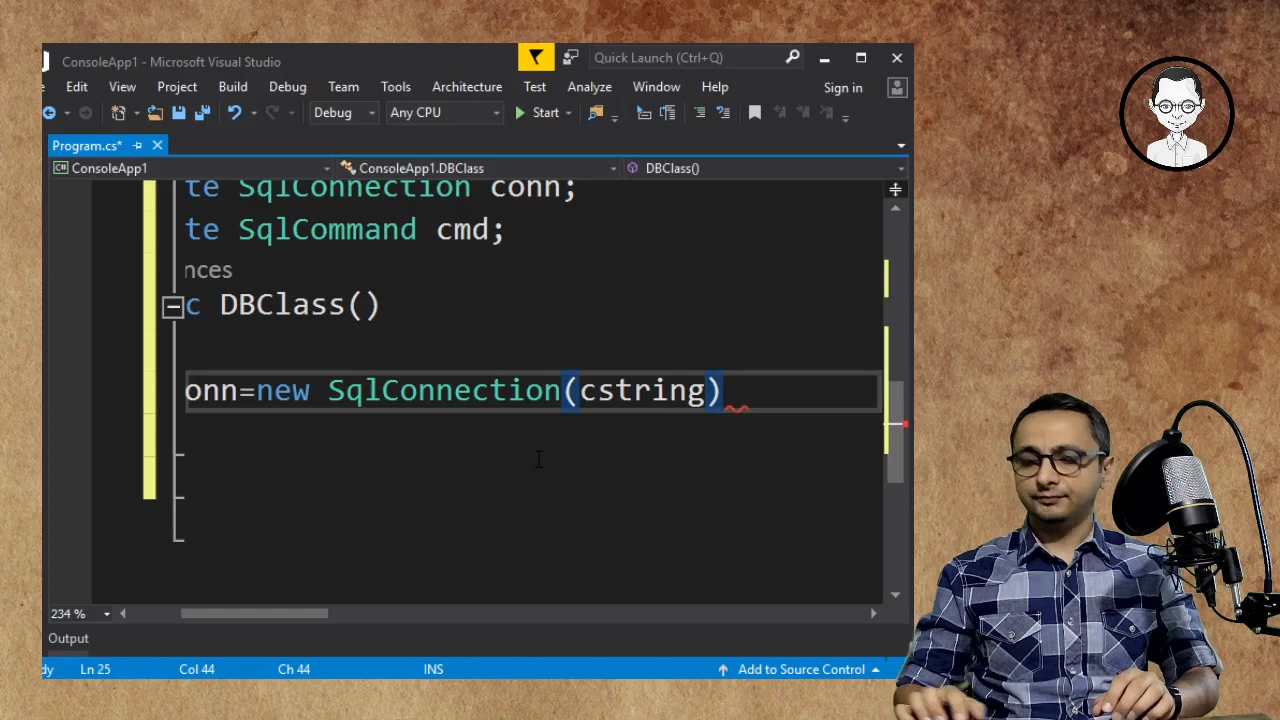 ConsoleApp1 - Microsoft Visual Studio
Quick Launch (Ctrl+Q)
Edit View Project Build Debug Team Tools Architecture Test Analyze Window Help Sign in
Debug Any CPU Start
Program.cs*
ConsoleApp1 ConsoleApp1.DBClass DBClass()
te SqlConnection conn;
te SqlCommand cmd;
nces
c DBClass()
onn=new SqlConnection(cstring)
234 %
Output
dy Ln 25 Col 44 Ch 44 INS Add to Source Control